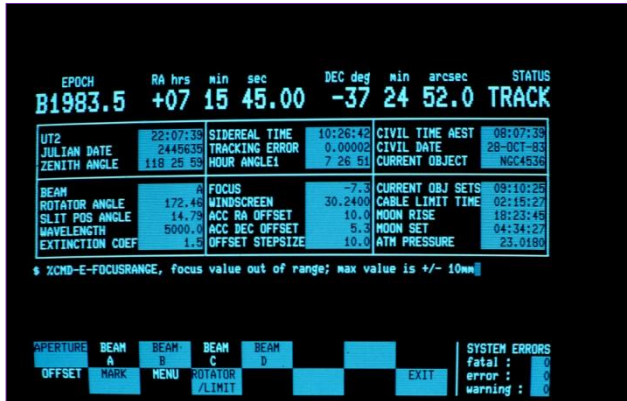 EPOCH RA hrs min sec DEC deg min arcsec STATUS
B1983.5 +07 15 45.00 -37 24 52.0 TRACK
UT2 22:07:39 SIDEREAL TIME 10:26:42 CIVIL TIME AEST 08:07:39
JULIAN DATE 2445635 TRACKING ERROR 0.00002 CIVIL DATE 28-OCT-83
ZENITH ANGLE 118 25 59 HOUR ANGLE1 7 26 51 CURRENT OBJECT NGC4536
BEAM A FOCUS -7.3 CURRENT OBJ SETS 09:10:25
ROTATOR ANGLE 172.46 WINDSCREEN 30.2400 CABLE LIMIT TIME 02:15:27
SLIT POS ANGLE 14.79 ACC RA OFFSET 10.0 MOON RISE 18:23:45
WAVELENGTH 5000.0 ACC DEC OFFSET 5.3 MOON SET 04:34:27
EXTINCTION COEF 1.5 OFFSET STEPSIZE 10.0 ATM PRESSURE 23.0180
$ %CMD-E-FOCUSRANGE, focus value out of range; max value is +/- 10mm
APERTURE BEAM A BEAM B BEAM C BEAM D
OFFSET MARK MENU ROTATOR /LIMIT EXIT
SYSTEM ERRORS
fatal : 0
error : 0
warning : 0